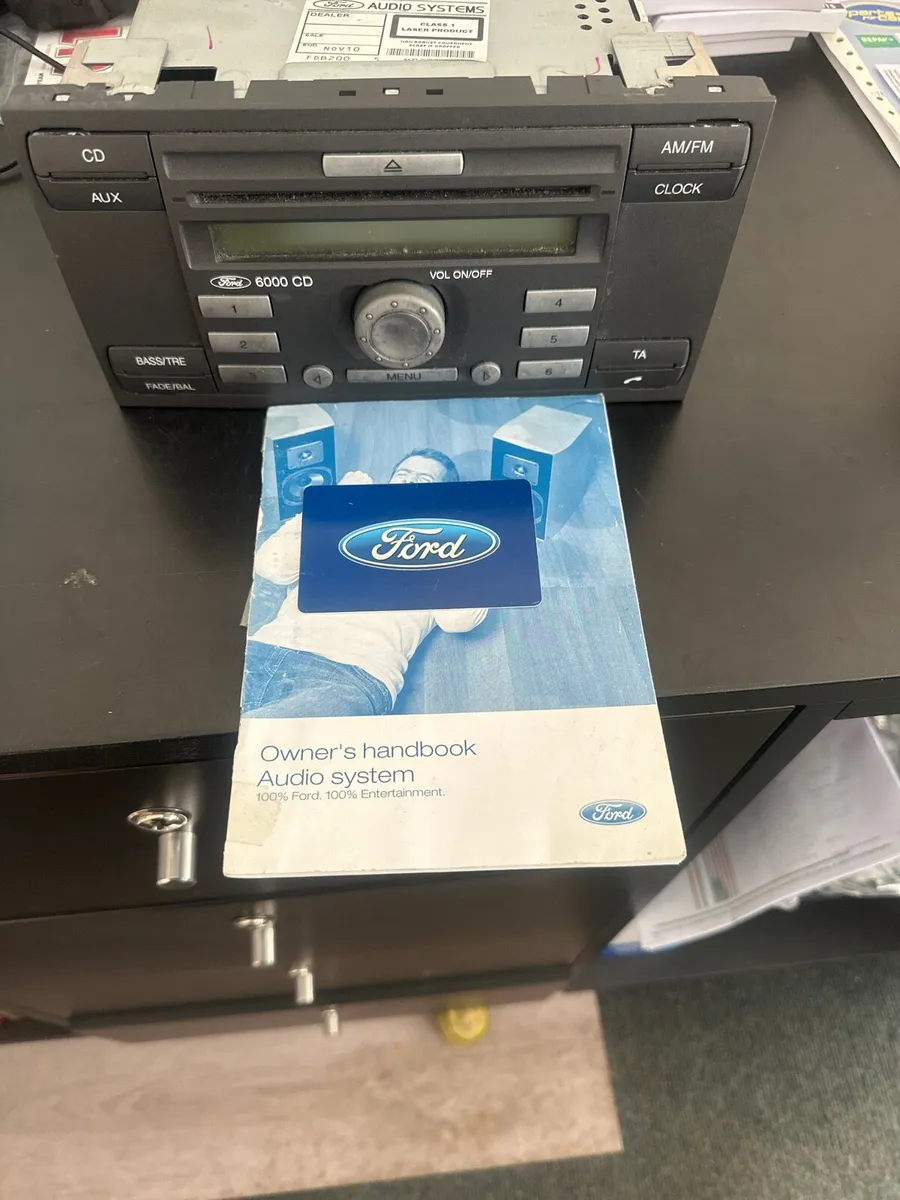 Ford AUDIO SYSTEMS
DEALER
CLASS 1
LASER PRODUCT
NOV10
CD
AUX
AM/FM
CLOCK
Ford 6000 CD
VOL ON/OFF
1
2
3
4
5
6
BASS/TRE
FADE/BAL
MENU
TA
Ford
Owner's handbook
Audio system
100% Ford. 100% Entertainment.
Ford